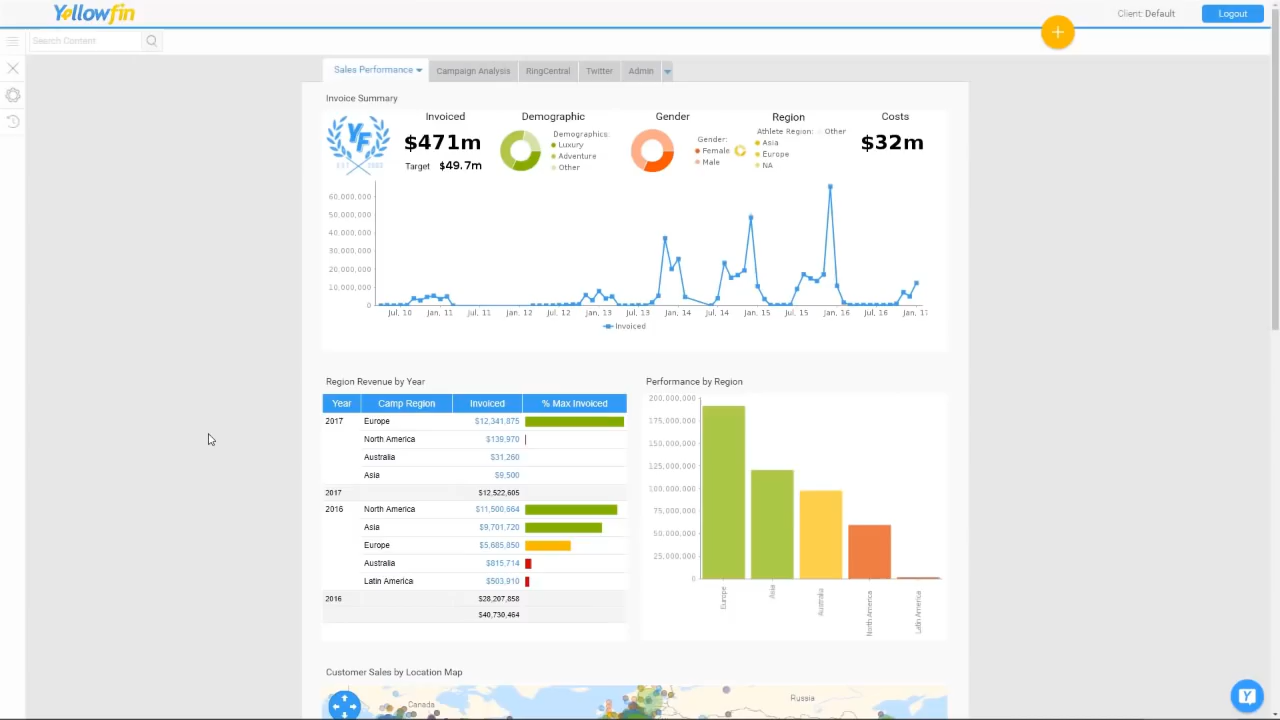 Yellowfin
Client: Default
Logout
Search Content
+
Sales Performance
Campaign Analysis
RingCentral
Twitter
Admin
Invoice Summary
YF
Invoiced
$471m
Target $49.7m
Demographic
Demographics:
Luxury
Adventure
Other
Gender
Gender:
Female
Male
Region
Athlete Region:
Other
Asia
Europe
NA
Costs
$32m
60,000,000
50,000,000
40,000,000
30,000,000
20,000,000
10,000,000
0
Jul, 10 Jan, 11 Jul, 11 Jan, 12 Jul, 12 Jan, 13 Jul, 13 Jan, 14 Jul, 14 Jan, 15 Jul, 15 Jan, 16 Jul, 16 Jan, 1
Invoiced
Region Revenue by Year
Year Camp Region Invoiced % Max Invoiced
2017 Europe $12,341,875
North America $139,970
Australia $31,260
Asia $9,500
2017 $12,522,605
2016 North America $11,500,664
Asia $9,701,720
Europe $5,685,850
Australia $815,714
Latin America $503,910
2016 $28,207,858
$40,730,464
Performance by Region
200,000,000
175,000,000
150,000,000
125,000,000
100,000,000
75,000,000
50,000,000
25,000,000
0
Europe
Asia
Australia
North America
Latin America
Customer Sales by Location Map
Canada
Russia
Y